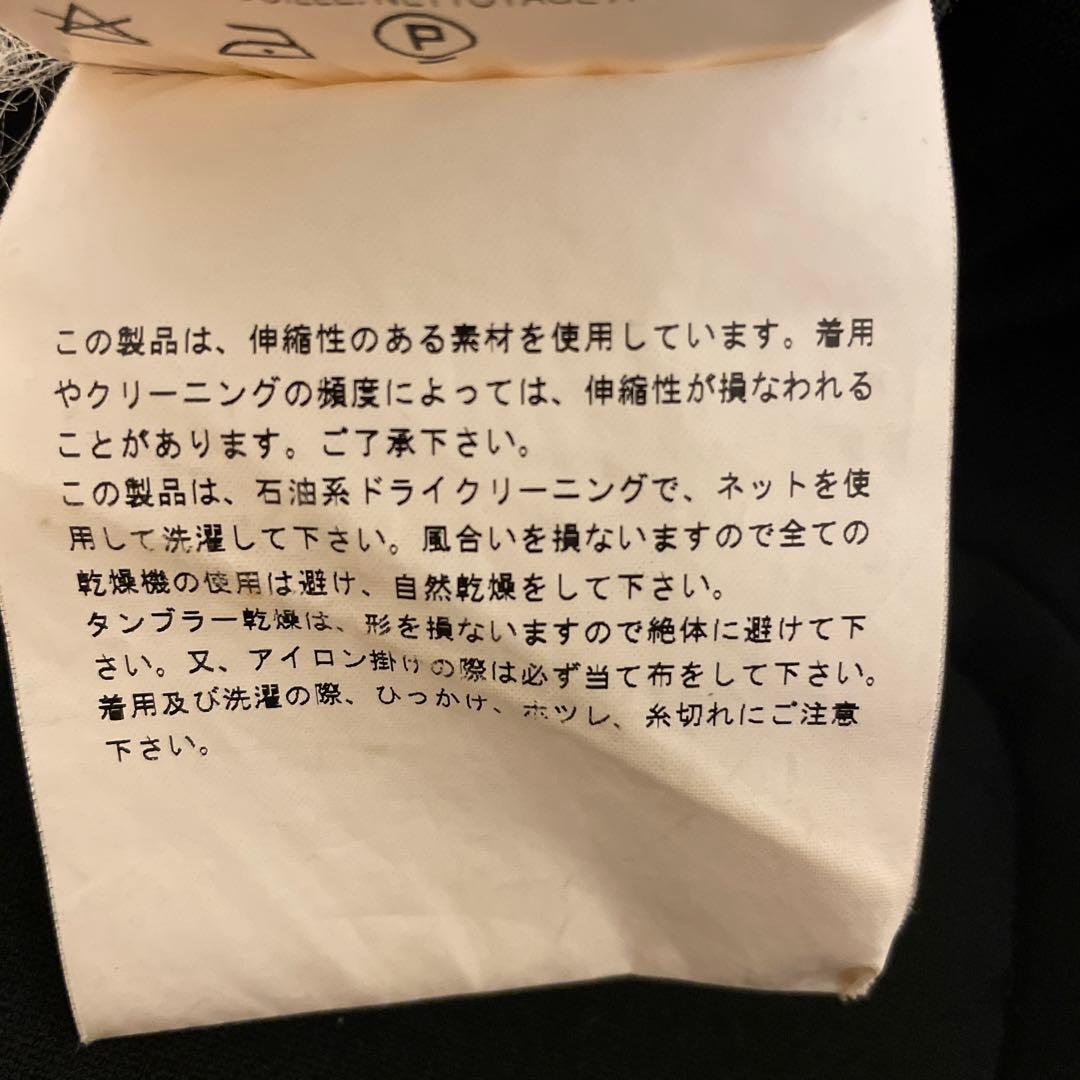 P
この製品は、伸縮性のある素材を使用しています。着用
やクリーニングの頻度によっては、伸縮性が損なわれる
ことがあります。ご了承下さい。
この製品は、石油系ドライクリーニングで、ネットを使
用して洗濯して下さい。風合いを損ないますので全ての
乾燥機の使用は避け、自然乾燥をして下さい。
タンブラー乾燥は、形を損ないますので絶体に避けて下
さい。又、アイロン掛けの際は必ず当て布をして下さい。
着用及び洗濯の際、ひっかけ、ホツレ、糸切れにご注意
下さい。